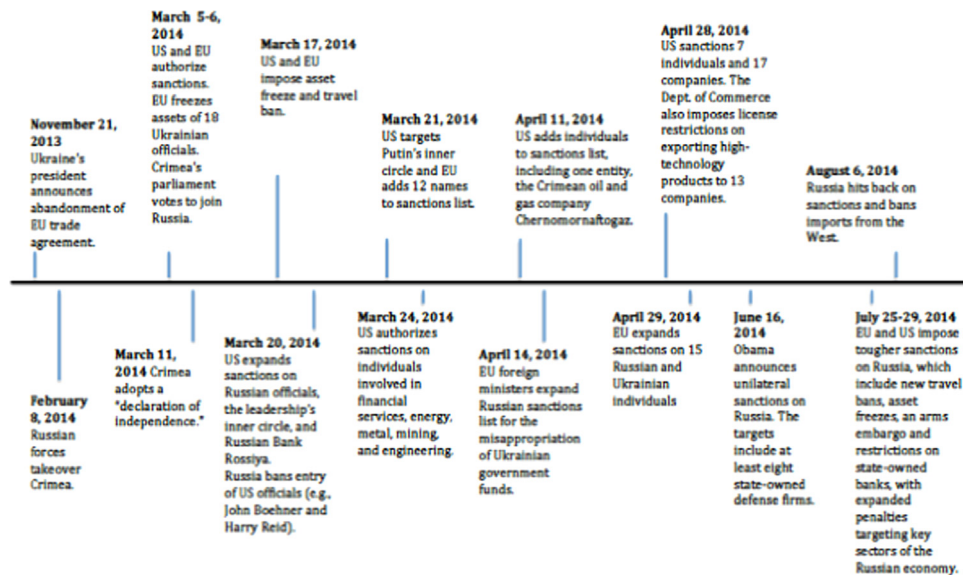 November 21,
2013
Ukraine's
president
announces
abandonment of
EU trade
agreement.
March 5-6,
2014
US and EU
authorize
sanctions.
EU freezes
assets of 18
Ukrainian
officials.
Crimea's
parliament
votes to join
Russia.
March 17, 2014
US and EU
impose asset
freeze and travel
ban.
March 21, 2014
US targets
Putin's inner
circle and EU
adds 12 names
to sanctions list.
April 11, 2014
US adds individuals
to sanctions list,
including one entity,
the Crimean oil and
gas company
Chernomornaftogaz.
April 28, 2014
US sanctions 7
individuals and 17
companies. The
Dept. of Commerce
also imposes license
restrictions on
exporting high-
technology
products to 13
companies.
August 6, 2014
Russia hits back on
sanctions and bans
imports from the
West.
February
8, 2014
Russian
forces
takeover
Crimea.
March 11,
2014 Crimea
adopts a
"declaration of
independence."
March 20, 2014
US expands
sanctions on
Russian officials,
the leadership's
inner circle, and
Russian Bank
Rossiya.
Russia bans entry
of US officials (e.g.,
John Boehner and
Harry Reid).
March 24, 2014
US authorizes
sanctions on
individuals
involved in
financial
services, energy,
metal, mining,
and engineering.
April 14, 2014
EU foreign
ministers expand
Russian sanctions
list for the
misappropriation
of Ukrainian
government
funds.
April 29, 2014
EU expands
sanctions on 15
Russian and
Ukrainian
individuals
June 16,
2014
Obama
announces
unilateral
sanctions on
Russia. The
targets
include at
least eight
state-owned
defense firms.
July 25-29, 2014
EU and US impose
tougher sanctions
on Russia, which
include new travel
bans, asset
freezes, an arms
embargo and
restrictions on
state-owned
banks, with
expanded
penalties
targeting key
sectors of the
Russian economy.